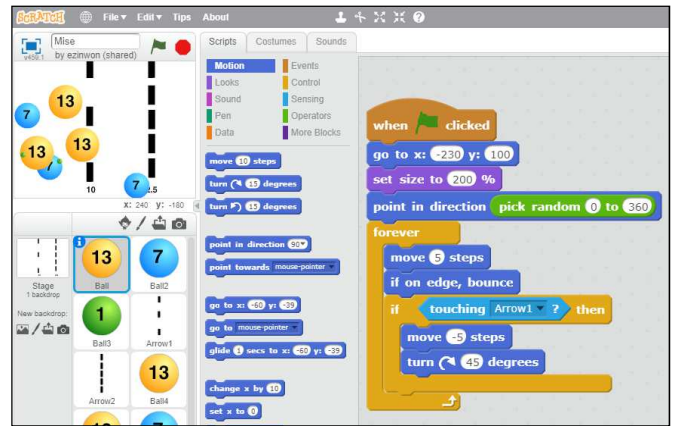 SCRATCH File▾ Edit▾ Tips About
Mise
by ezinwon (shared)
v450.1
13
7
13
13
7
10
7
2.5
x: 240 y: -180
Stage
1 backdrop
New backdrop:
13
Ball
7
Ball2
1
Ball3
Arrow1
Arrow2
13
Ball4
Scripts Costumes Sounds
Motion Events
Looks Control
Sound Sensing
Pen Operators
Data More Blocks
move 10 steps
turn ↻ 15 degrees
turn ↺ 15 degrees
point in direction 90▾
point towards mouse-pointer
go to x: -60 y: -39
go to mouse-pointer
glide 1 secs to x: -60 y: -39
change x by 10
set x to 0
when clicked
go to x: -230 y: 100
set size to 200 %
point in direction pick random 0 to 360
forever
move 5 steps
if on edge, bounce
if touching Arrow1 ? then
move -5 steps
turn ↻ 45 degrees